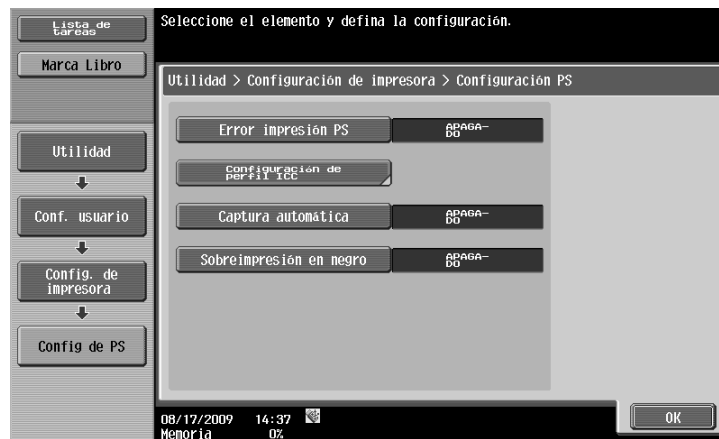 Lista de
tareas
Seleccione el elemento y defina la configuración.
Marca Libro
Utilidad > Configuración de impresora > Configuración PS
Error impresión PS
APAGA-
DO
Configuración de
perfil ICC
Captura automática
APAGA-
DO
Sobreimpresión en negro
APAGA-
DO
Utilidad
Conf. usuario
Config. de
impresora
Config de PS
08/17/2009 14:37
Memoria 0%
OK